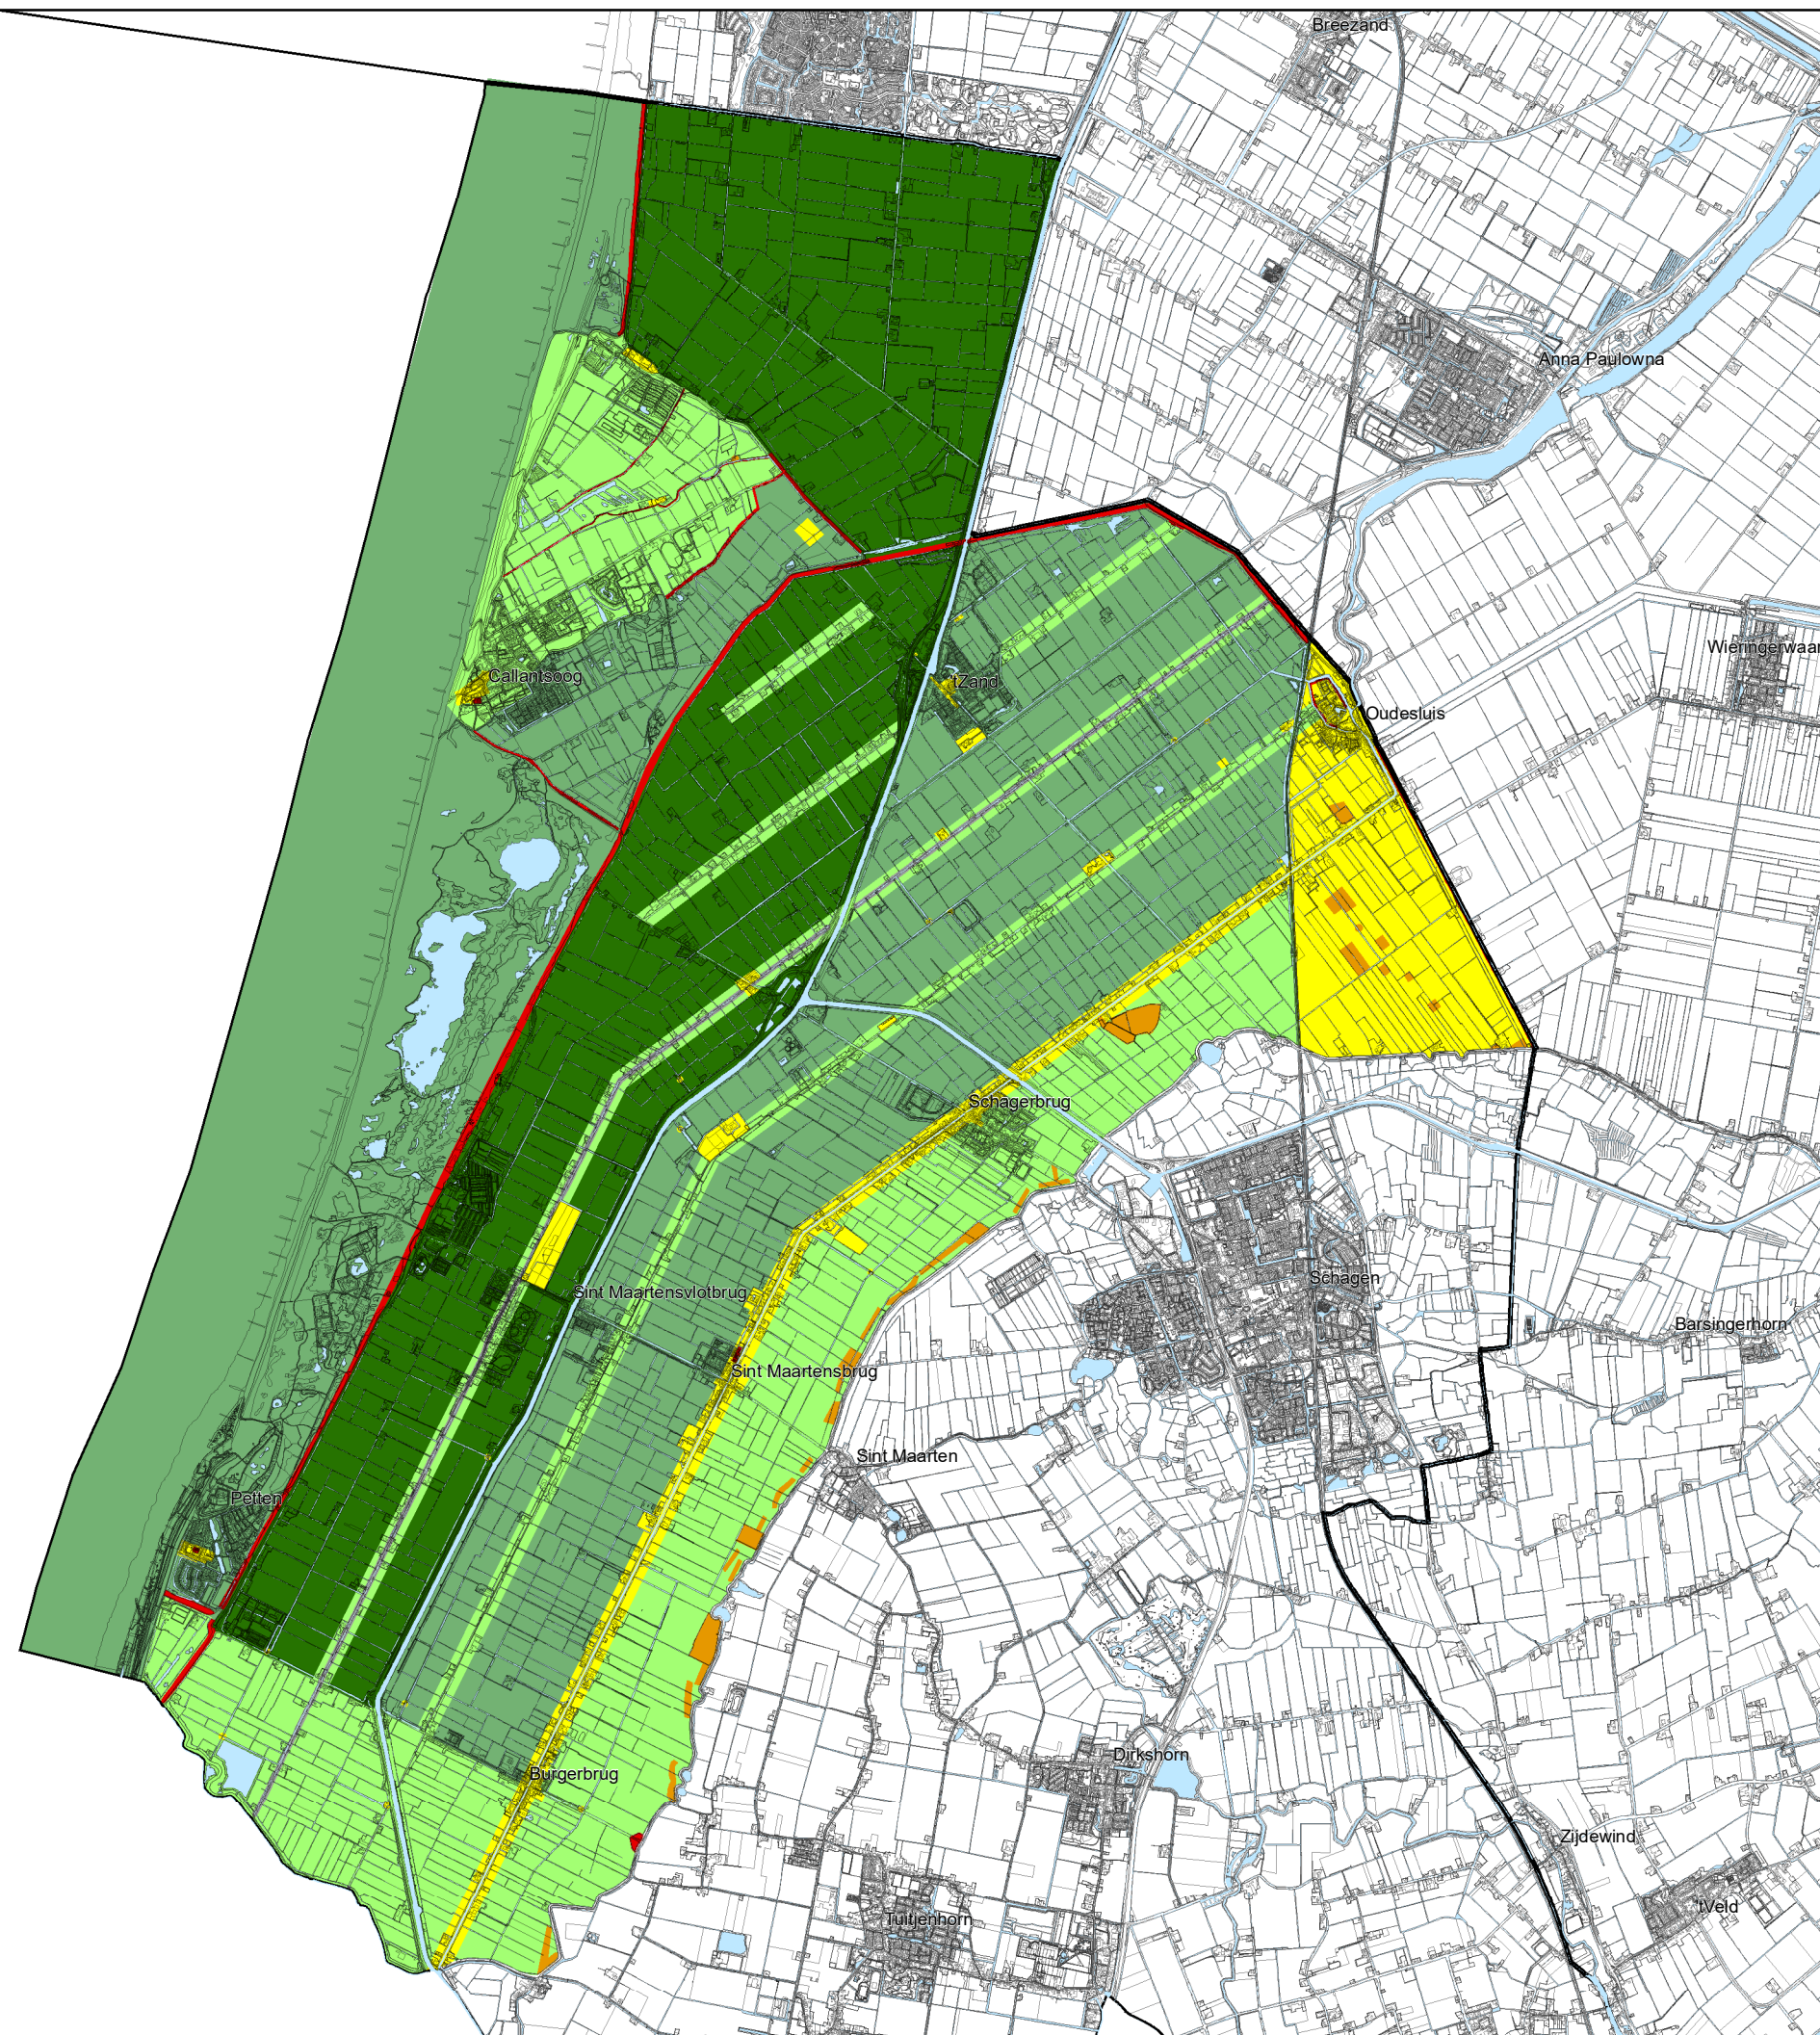 Breezand
Anna Paulowna
Wieringerwaar
Callantsoog
'tZand
Oudesluis
Schagerbrug
Schagen
Sint Maartensvlotbrug
Barsingerhorn
Sint Maartensbrug
Sint Maarten
Petten
Dirkshorn
Burgerbrug
Zijdewind
'tVeld
Tuitjenhorn